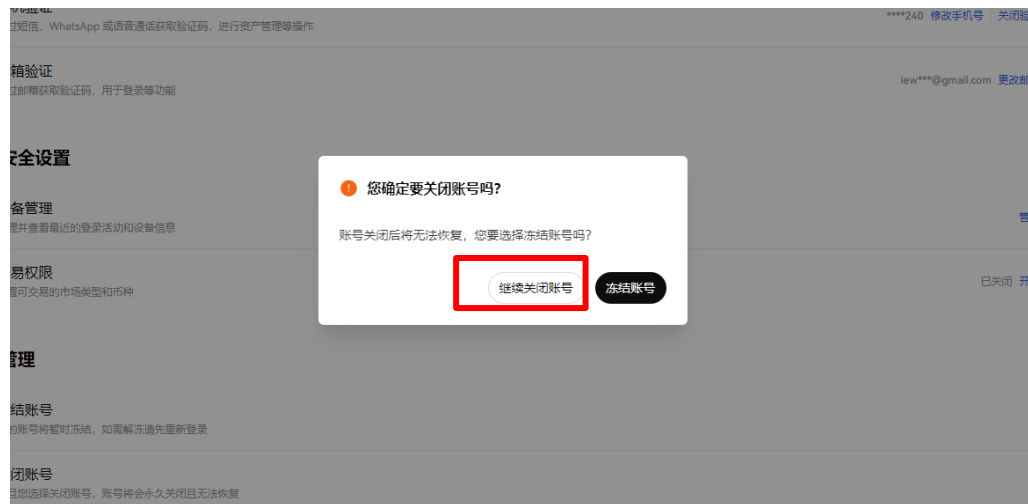 过短信、WhatsApp 或语音通话获取验证码，进行资产管理等操作
****240 修改手机号 关闭验
箱验证
过邮箱获取验证码，用于登录等功能
iew***@gmail.com 更改邮
安全设置
备管理
理并查看最近的登录活动和设备信息
管
易权限
置可交易的市场类型和币种
已关闭 开
管理
结账号
的账号将暂时冻结，如需解冻请先重新登录
闭账号
旦您选择关闭账号，账号将会永久关闭且无法恢复
您确定要关闭账号吗?
账号关闭后将无法恢复，您要选择冻结账号吗?
继续关闭账号 冻结账号